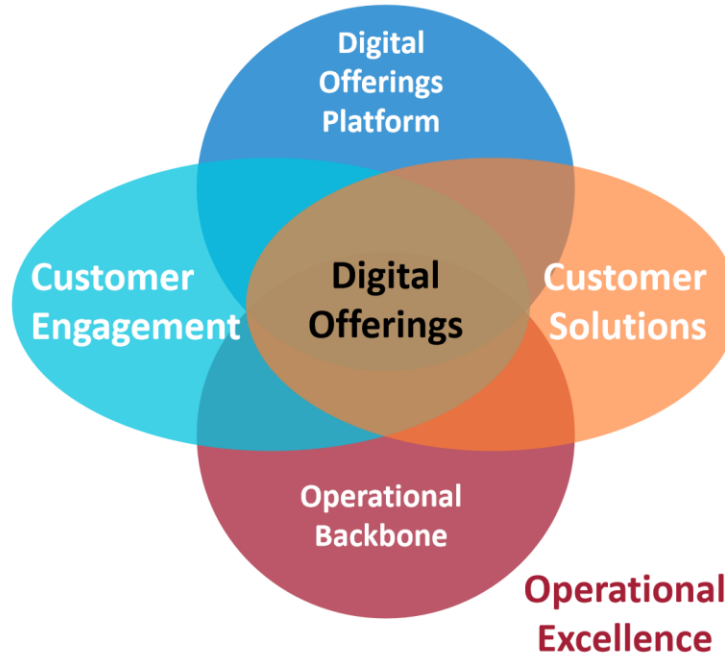 Digital
Offerings
Platform
Customer
Engagement
Digital
Offerings
Customer
Solutions
Operational
Backbone
Operational
Excellence